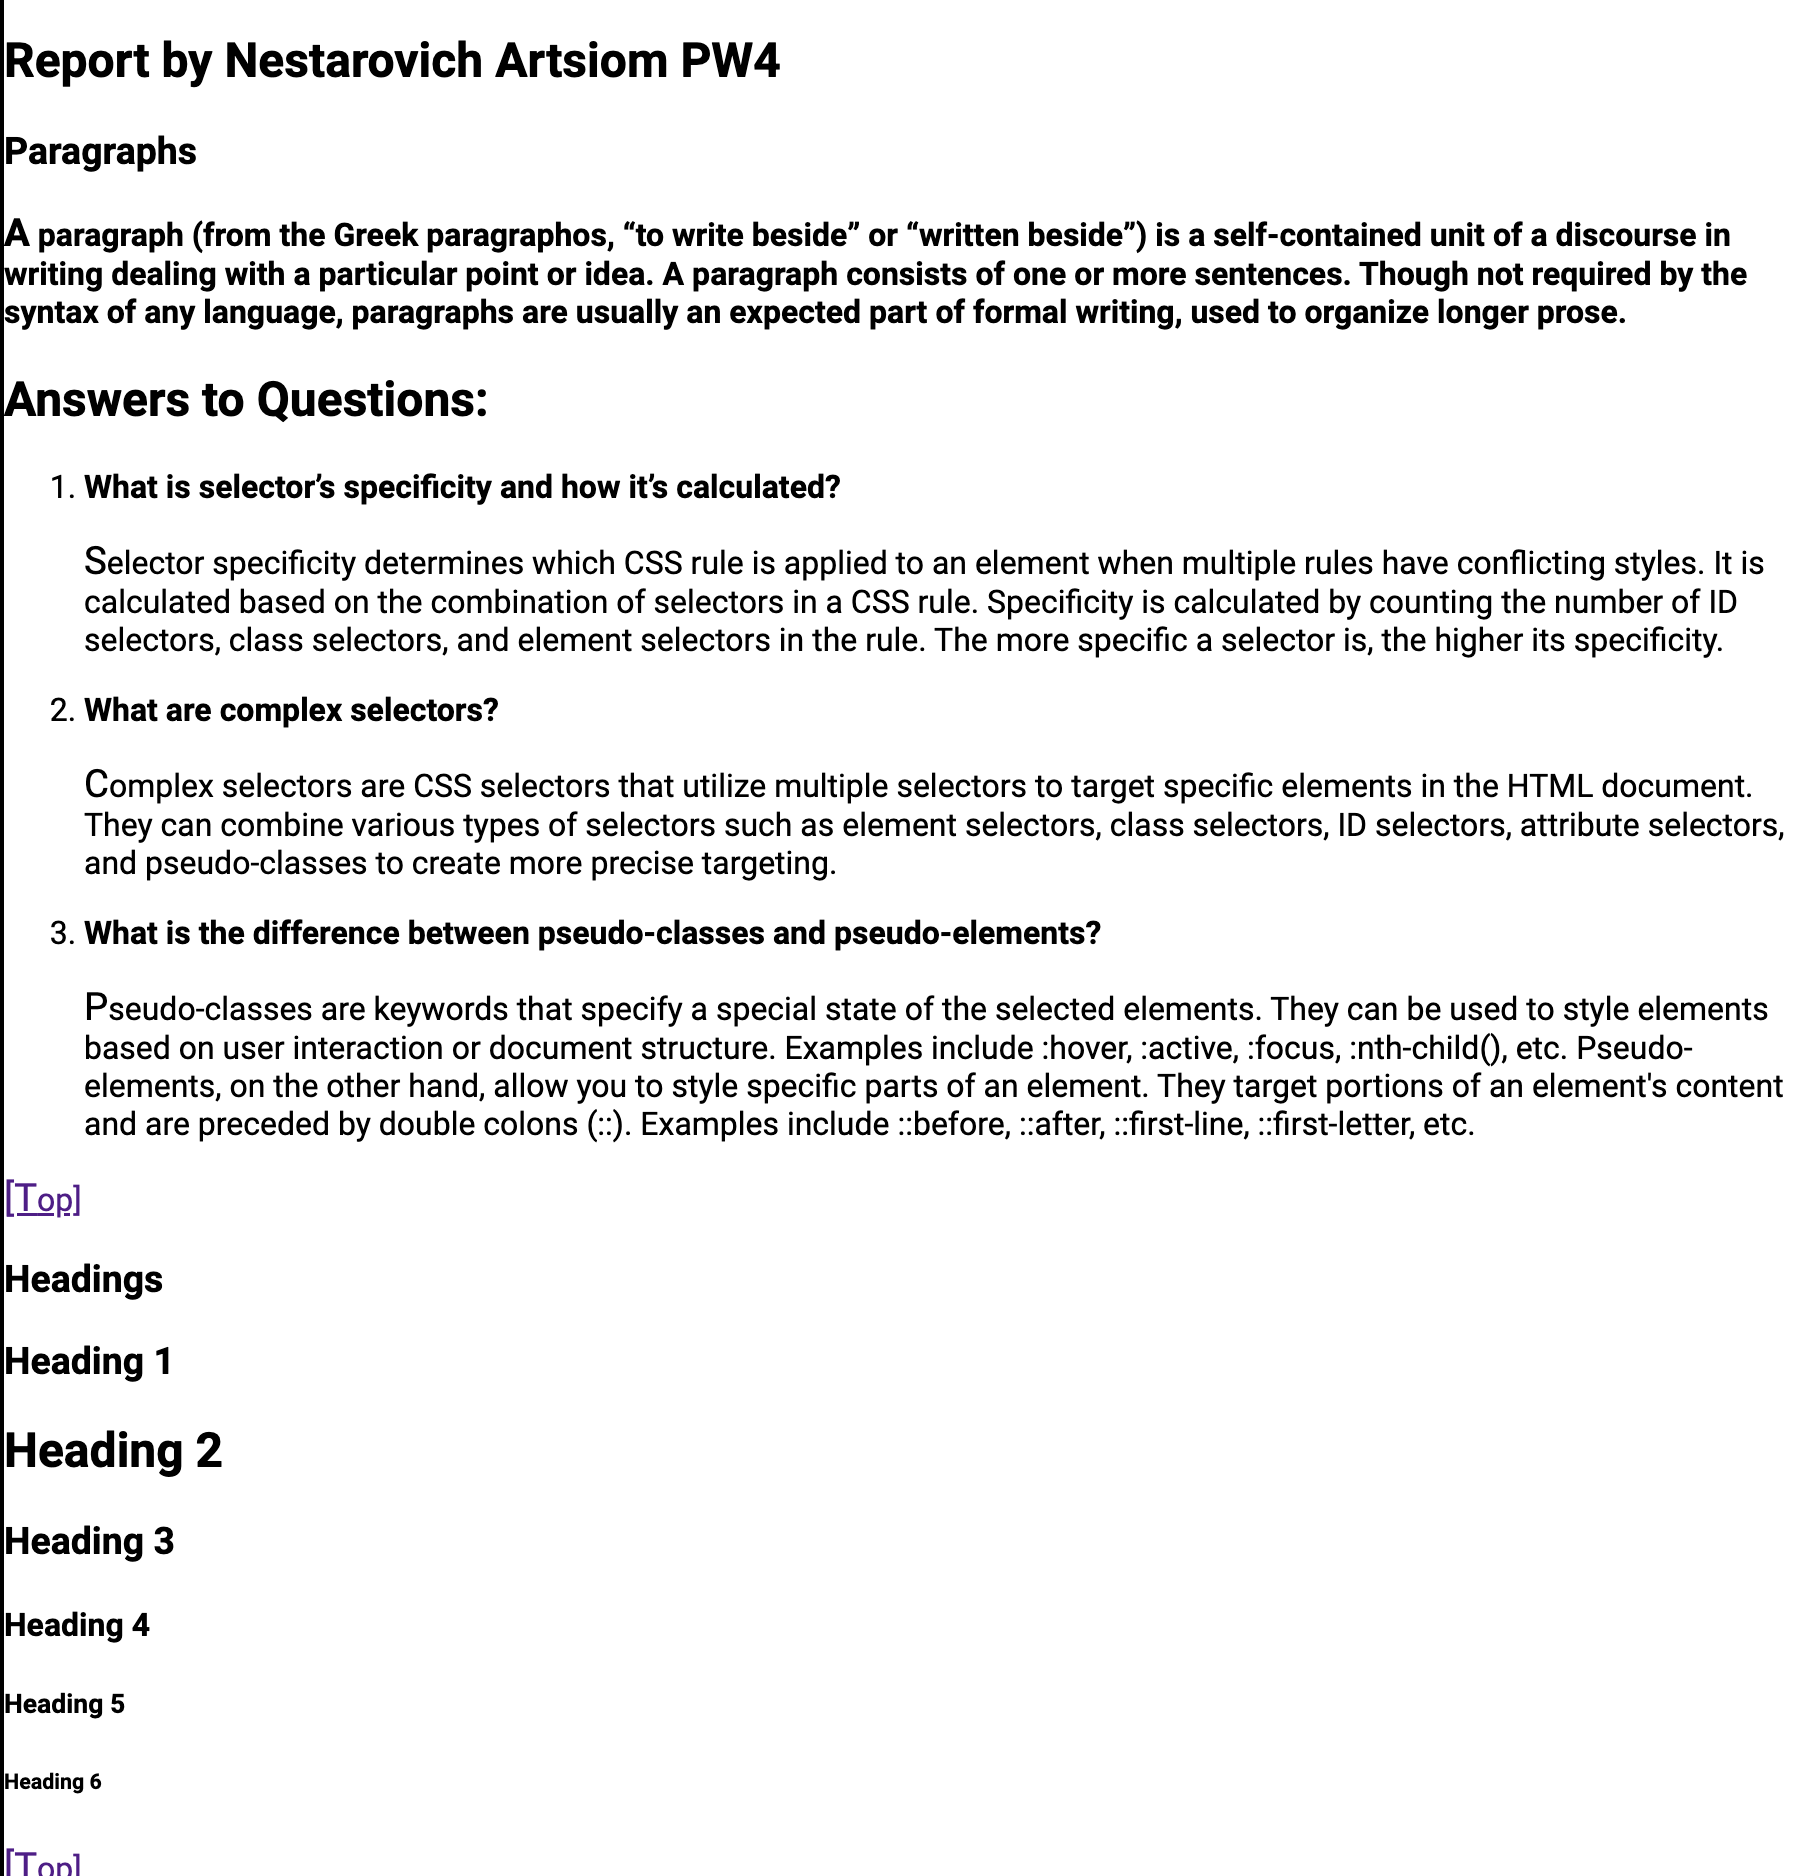 Report by Nestarovich Artsiom PW4
Paragraphs
A paragraph (from the Greek paragraphos, “to write beside” or “written beside”) is a self-contained unit of a discourse in
writing dealing with a particular point or idea. A paragraph consists of one or more sentences. Though not required by the
syntax of any language, paragraphs are usually an expected part of formal writing, used to organize longer prose.
Answers to Questions:
1. What is selector’s specificity and how it’s calculated?
Selector specificity determines which CSS rule is applied to an element when multiple rules have conflicting styles. It is
calculated based on the combination of selectors in a CSS rule. Specificity is calculated by counting the number of ID
selectors, class selectors, and element selectors in the rule. The more specific a selector is, the higher its specificity.
2. What are complex selectors?
Complex selectors are CSS selectors that utilize multiple selectors to target specific elements in the HTML document.
They can combine various types of selectors such as element selectors, class selectors, ID selectors, attribute selectors,
and pseudo-classes to create more precise targeting.
3. What is the difference between pseudo-classes and pseudo-elements?
Pseudo-classes are keywords that specify a special state of the selected elements. They can be used to style elements
based on user interaction or document structure. Examples include :hover, :active, :focus, :nth-child(), etc. Pseudo-
elements, on the other hand, allow you to style specific parts of an element. They target portions of an element's content
and are preceded by double colons (::). Examples include ::before, ::after, ::first-line, ::first-letter, etc.
[Top]
Headings
Heading 1
Heading 2
Heading 3
Heading 4
Heading 5
Heading 6
[Top]